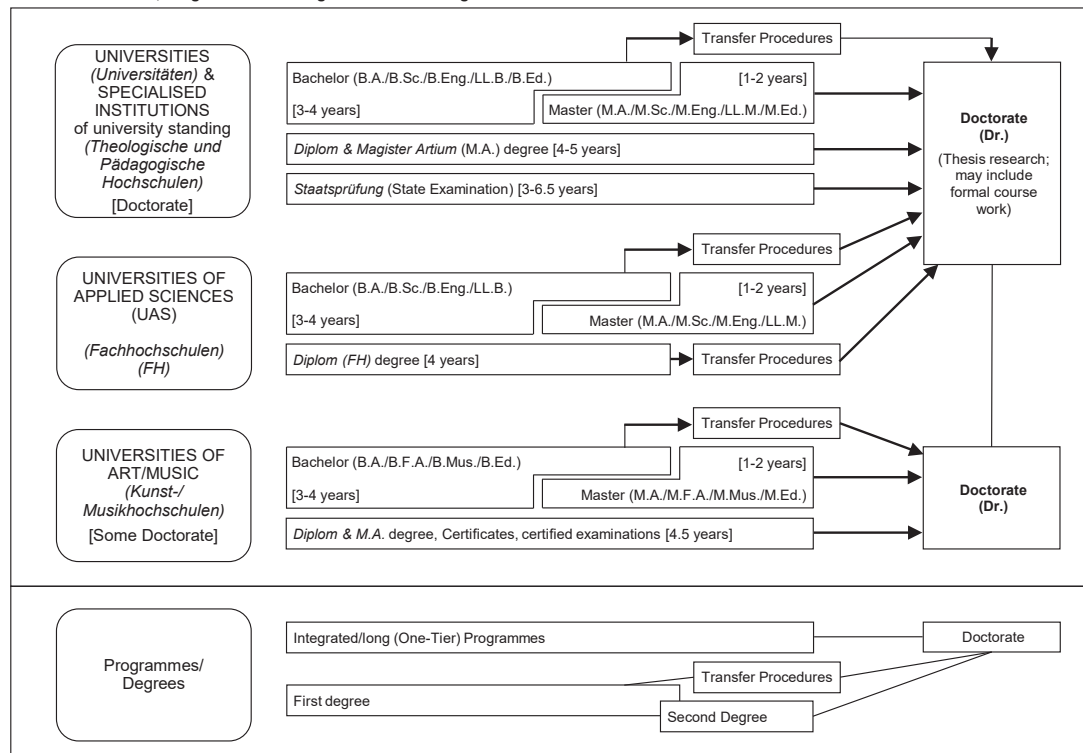 UNIVERSITIES
(Universitäten) &
SPECIALISED
INSTITUTIONS
of university standing
(Theologische und
Pädagogische
Hochschulen)
[Doctorate]
Transfer Procedures
Bachelor (B.A./B.Sc./B.Eng./LL.B./B.Ed.)
[3-4 years]
[1-2 years]
Master (M.A./M.Sc./M.Eng./LL.M./M.Ed.)
Diplom & Magister Artium (M.A.) degree [4-5 years]
Staatsprüfung (State Examination) [3-6.5 years]
Doctorate
(Dr.)
(Thesis research;
may include
formal course
work)
UNIVERSITIES OF
APPLIED SCIENCES
(UAS)
(Fachhochschulen)
(FH)
Transfer Procedures
Bachelor (B.A./B.Sc./B.Eng./LL.B.)
[3-4 years]
[1-2 years]
Master (M.A./M.Sc./M.Eng./LL.M.)
Diplom (FH) degree [4 years]
Transfer Procedures
UNIVERSITIES OF
ART/MUSIC
(Kunst-/
Musikhochschulen)
[Some Doctorate]
Transfer Procedures
Bachelor (B.A./B.F.A./B.Mus./B.Ed.)
[3-4 years]
[1-2 years]
Master (M.A./M.F.A./M.Mus./M.Ed.)
Diplom & M.A. degree, Certificates, certified examinations [4.5 years]
Doctorate
(Dr.)
Programmes/
Degrees
Integrated/long (One-Tier) Programmes
Doctorate
Transfer Procedures
First degree
Second Degree